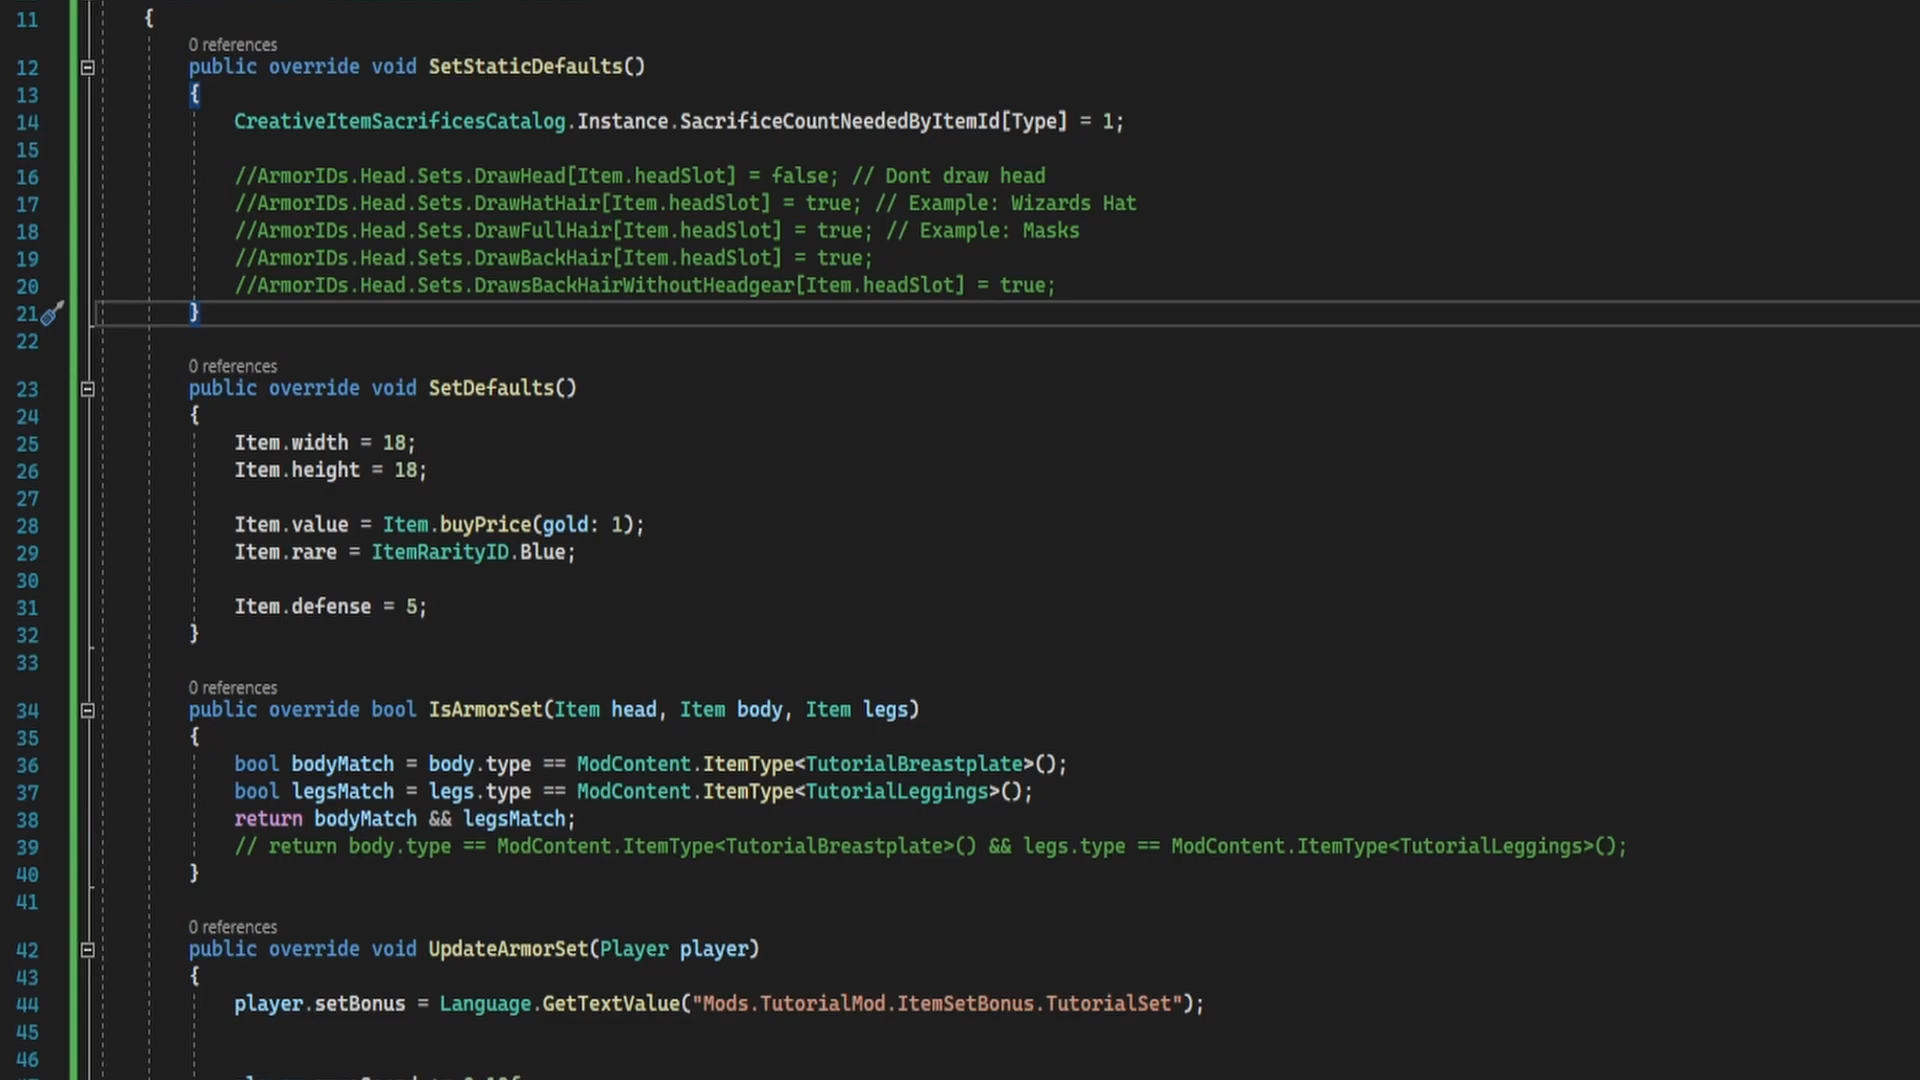 11 {
0 references
12 public override void SetStaticDefaults()
13 {
14 CreativeItemSacrificesCatalog.Instance.SacrificeCountNeededByItemId[Type] = 1;
15
16 //ArmorIDs.Head.Sets.DrawHead[Item.headSlot] = false; // Dont draw head
17 //ArmorIDs.Head.Sets.DrawHatHair[Item.headSlot] = true; // Example: Wizards Hat
18 //ArmorIDs.Head.Sets.DrawFullHair[Item.headSlot] = true; // Example: Masks
19 //ArmorIDs.Head.Sets.DrawBackHair[Item.headSlot] = true;
20 //ArmorIDs.Head.Sets.DrawsBackHairWithoutHeadgear[Item.headSlot] = true;
21 }
22
0 references
23 public override void SetDefaults()
24 {
25 Item.width = 18;
26 Item.height = 18;
27
28 Item.value = Item.buyPrice(gold: 1);
29 Item.rare = ItemRarityID.Blue;
30
31 Item.defense = 5;
32 }
33
0 references
34 public override bool IsArmorSet(Item head, Item body, Item legs)
35 {
36 bool bodyMatch = body.type == ModContent.ItemType<TutorialBreastplate>();
37 bool legsMatch = legs.type == ModContent.ItemType<TutorialLeggings>();
38 return bodyMatch && legsMatch;
39 // return body.type == ModContent.ItemType<TutorialBreastplate>() && legs.type == ModContent.ItemType<TutorialLeggings>();
40 }
41
0 references
42 public override void UpdateArmorSet(Player player)
43 {
44 player.setBonus = Language.GetTextValue("Mods.TutorialMod.ItemSetBonus.TutorialSet");
45
46